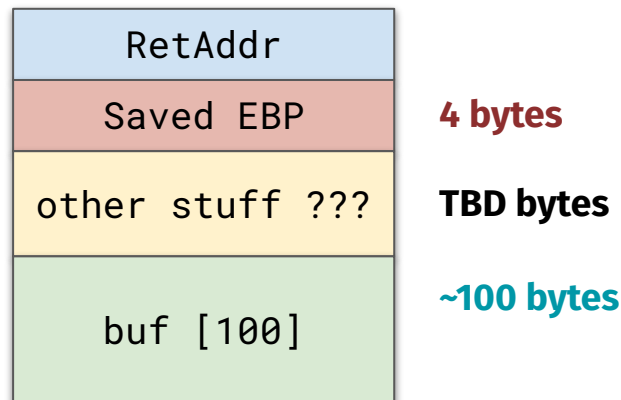 RetAddr
Saved EBP 4 bytes
other stuff ??? TBD bytes
~100 bytes
buf [100]